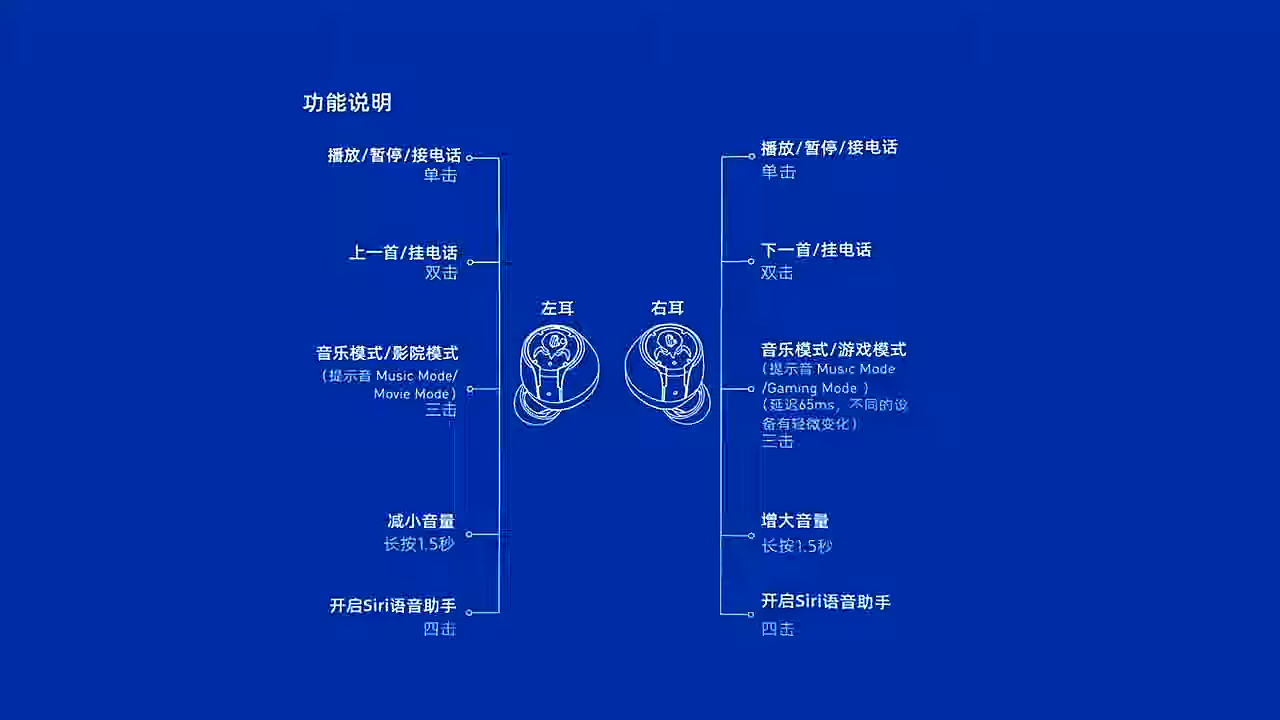 功能说明
播放/暂停/接电话
单击
上一首/挂电话
双击
音乐模式/影院模式
（提示音 Music Mode/
Movie Mode）
三击
减小音量
长按1.5秒
开启Siri语音助手
四击
左耳
右耳
播放/暂停/接电话
单击
下一首/挂电话
双击
音乐模式/游戏模式
（提示音 Music Mode
/Gaming Mode ）
（延迟65ms，不同的设
备有轻微变化）
三击
增大音量
长按1.5秒
开启Siri语音助手
四击